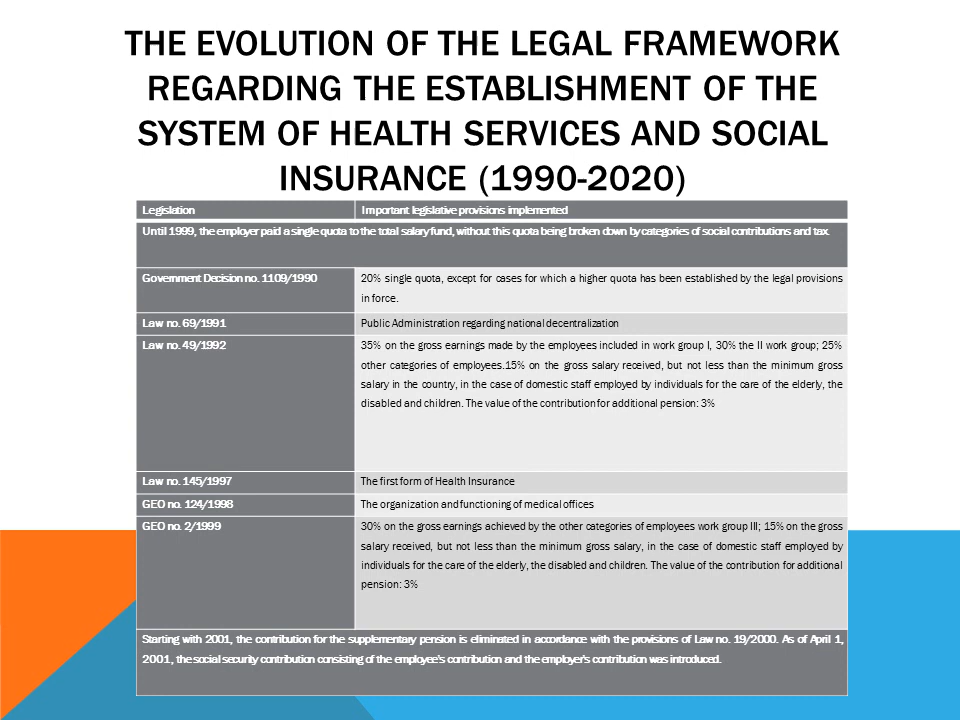 THE EVOLUTION OF THE LEGAL FRAMEWORK
REGARDING THE ESTABLISHMENT OF THE
SYSTEM OF HEALTH SERVICES AND SOCIAL
INSURANCE (1990-2020)
Legislation
Important legislative provisions implemented
Until 1999, the employer paid a single quota to the total salary fund, without this quota being broken down by categories of social contributions and tax.
Government Decision no. 1109/1990
20% single quota, except for cases for which a higher quota has been established by the legal provisions
in force.
Law no. 69/1991
Public Administration regarding national decentralization
Law no. 49/1992
35% on the gross earnings made by the employees included in work group I, 30% the II work group; 25%
other categories of employees.15% on the gross salary received, but not less than the minimum gross
salary in the country, in the case of domestic staff employed by individuals for the care of the elderly, the
disabled and children. The value of the contribution for additional pension: 3%
Law no. 145/1997
The first form of Health Insurance
GEO no. 124/1998
The organization and functioning of medical offices
GEO no. 2/1999
30% on the gross earnings achieved by the other categories of employees work group III; 15% on the gross
salary received, but not less than the minimum gross salary, in the case of domestic staff employed by
individuals for the care of the elderly, the disabled and children. The value of the contribution for additional
pension: 3%
Starting with 2001, the contribution for the supplementary pension is eliminated in accordance with the provisions of Law no. 19/2000. As of April 1,
2001, the social security contribution consisting of the employee's contribution and the employer's contribution was introduced.